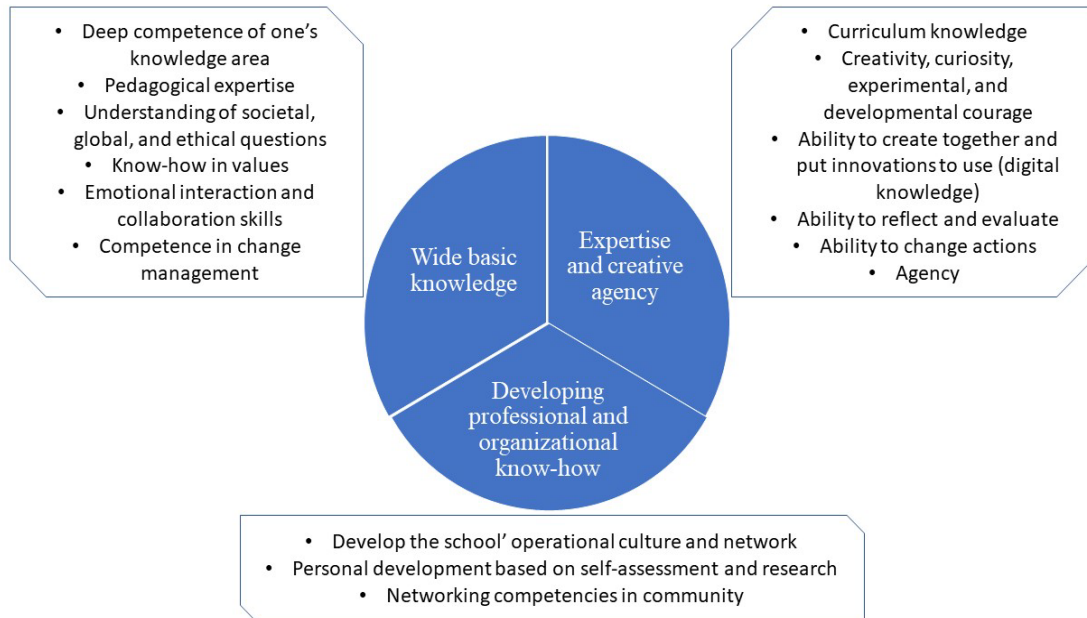 • Deep competence of one's
knowledge area
• Pedagogical expertise
• Understanding of societal,
global, and ethical questions
• Know-how in values
• Emotional interaction and
collaboration skills
• Competence in change
management
• Curriculum knowledge
• Creativity, curiosity,
experimental, and
developmental courage
• Ability to create together and
put innovations to use (digital
knowledge)
• Ability to reflect and evaluate
• Ability to change actions
• Agency
Wide basic
knowledge
Expertise
and creative
agency
Developing
professional and
organizational
know-how
• Develop the school' operational culture and network
• Personal development based on self-assessment and research
• Networking competencies in community